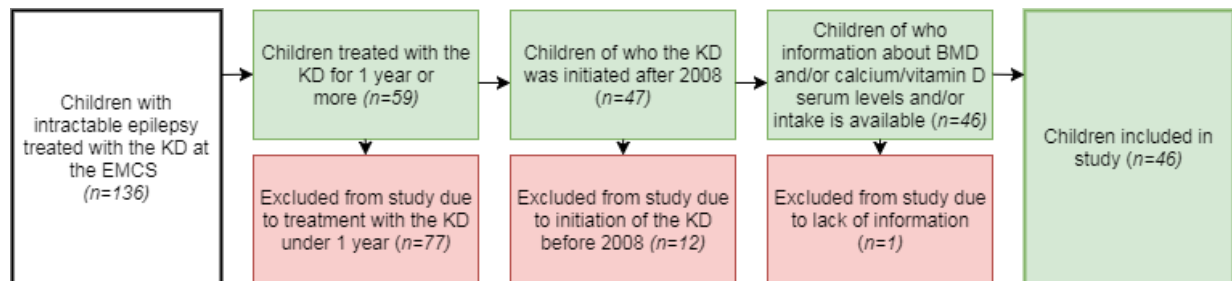 Children with
intractable epilepsy
treated with the KD at
the EMCS
(n=136)
Children treated with the
KD for 1 year or
more (n=59)
Excluded from study due
to treatment with the KD
under 1 year (n=77)
Children of who the KD
was initiated after 2008
(n=47)
Excluded from study due
to initiation of the KD
before 2008 (n=12)
Children of who
information about BMD
and/or calcium/vitamin D
serum levels and/or
intake is available (n=46)
Excluded from study due
to lack of information
(n=1)
Children included in
study (n=46)